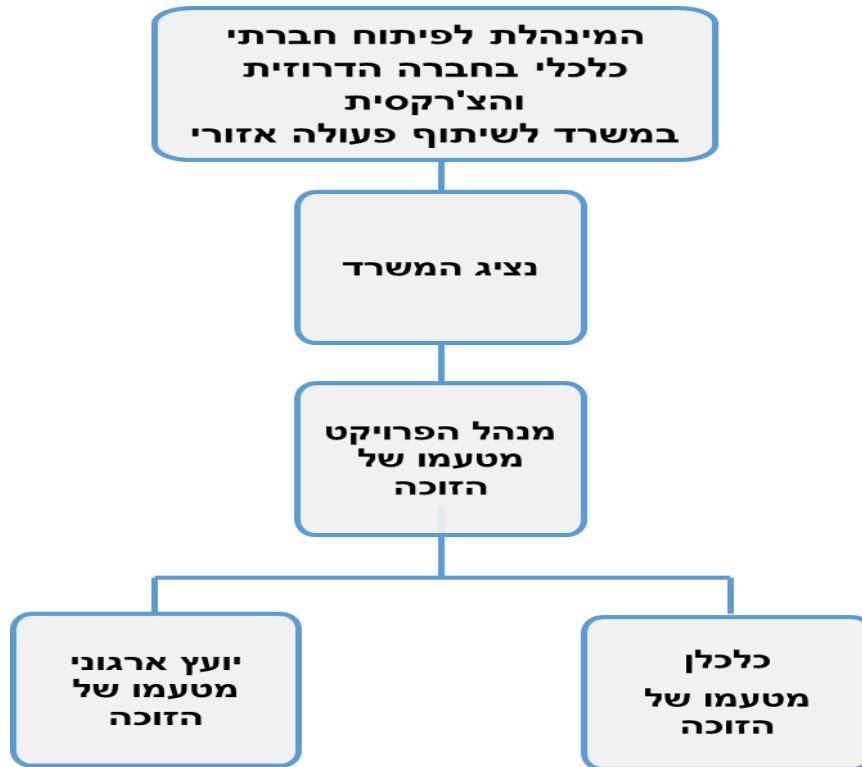 המינהלת לפיתוח חברתי
כלכלי בחברה הדרוזית
והצ'רקסית
במשרד לשיתוף פעולה אזורי
נציג המשרד
מנהל הפרויקט
מטעמו של
הזוכה
כלכלן
מטעמו של
הזוכה
יועץ ארגוני
מטעמו של
הזוכה